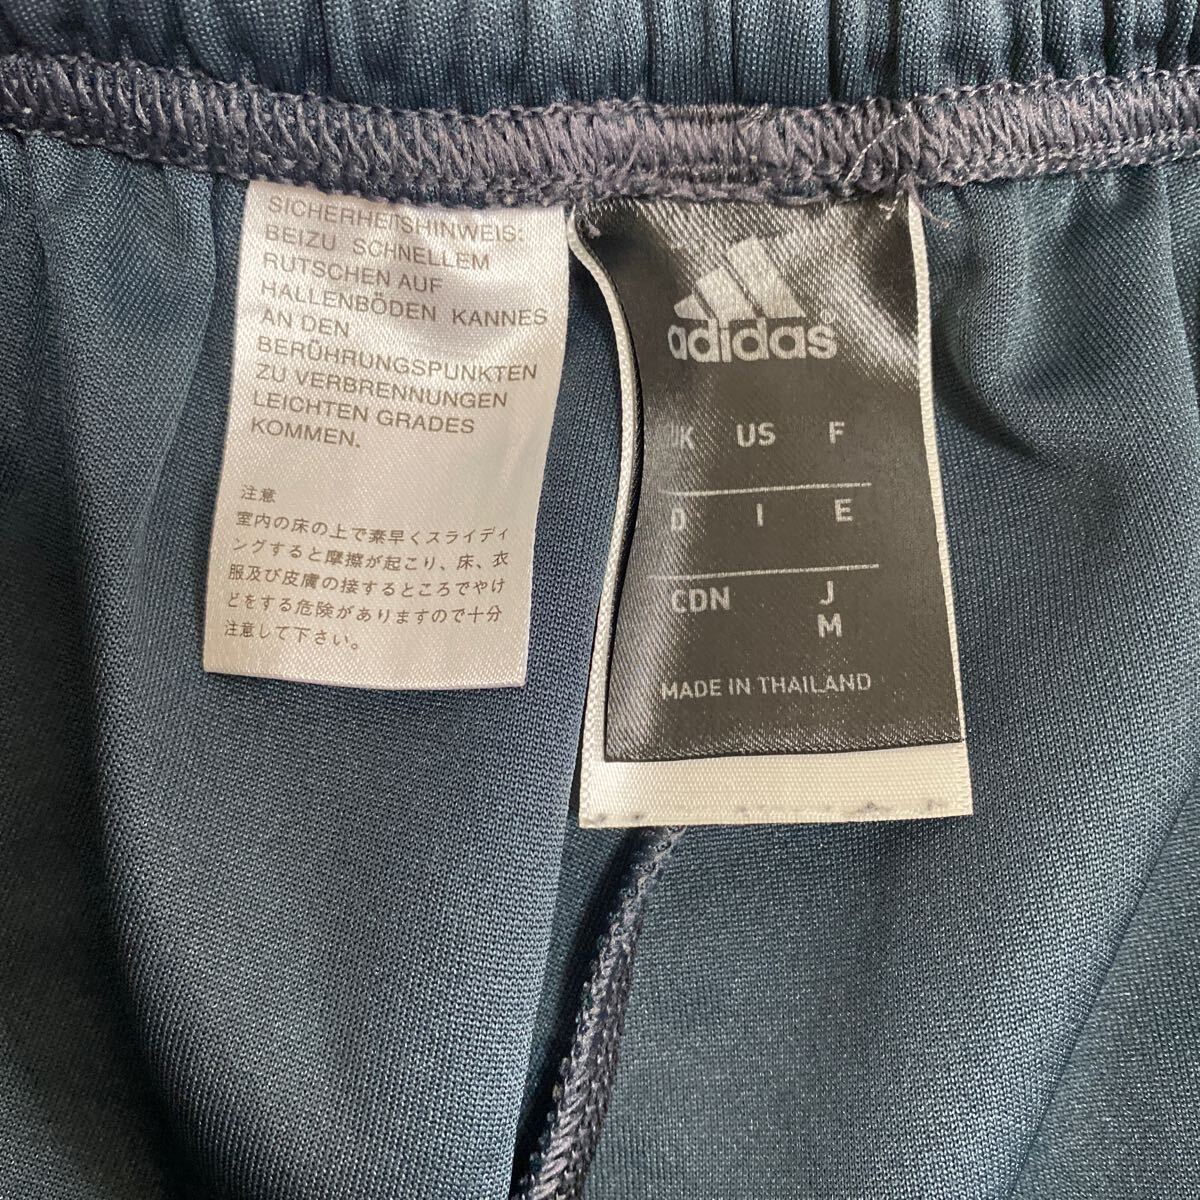 SICHERHEITSHINWEIS:
BEIZU SCHNELLEM
RUTSCHEN AUF
HALLENBÖDEN KANNES
AN DEN
BERÜHRUNGSPUNKTEN
ZU VERBRENNUNGEN
LEICHTEN GRADES
KOMMEN.
注意
室内の床の上で素早くスライディ
ングすると摩擦が起こり、床、衣
服及び皮膚の接するところでやけ
どをする危険がありますので十分
注意して下さい。
adidas
UK US F
D I E
CDN J
M
MADE IN THAILAND